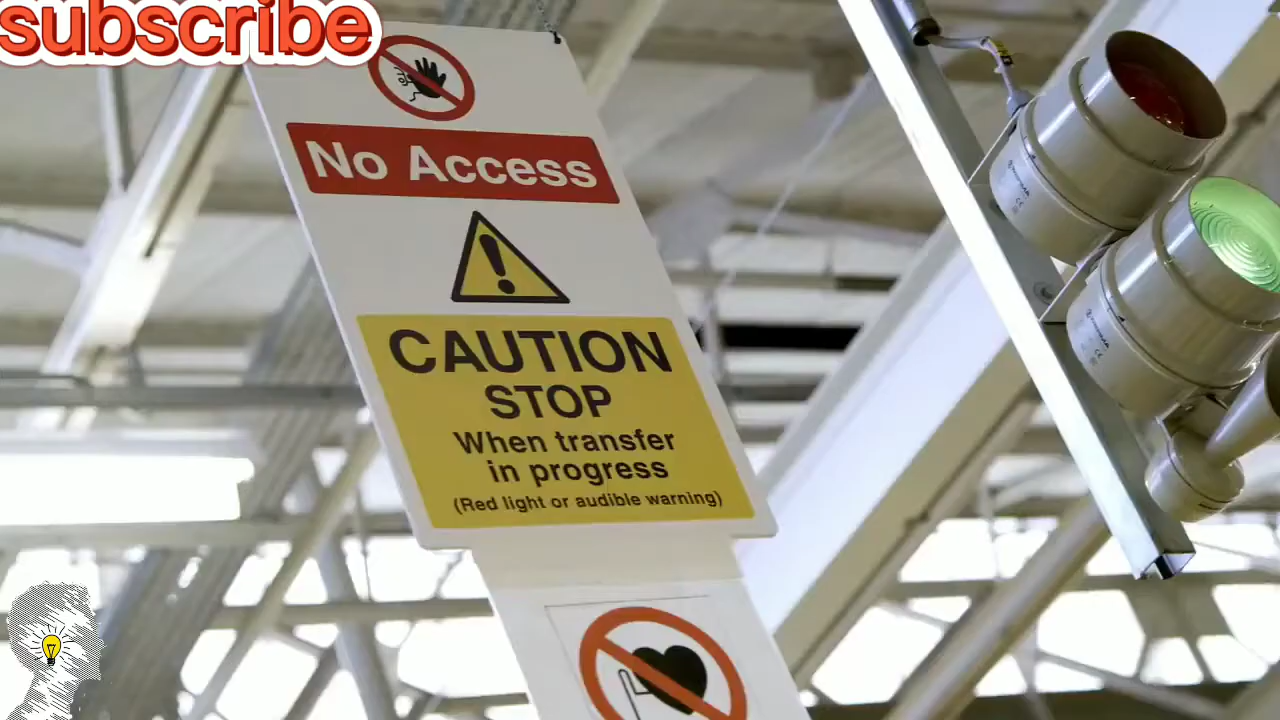 subscribe
No Access
CAUTION
STOP
When transfer
in progress
(Red light or audible warning)